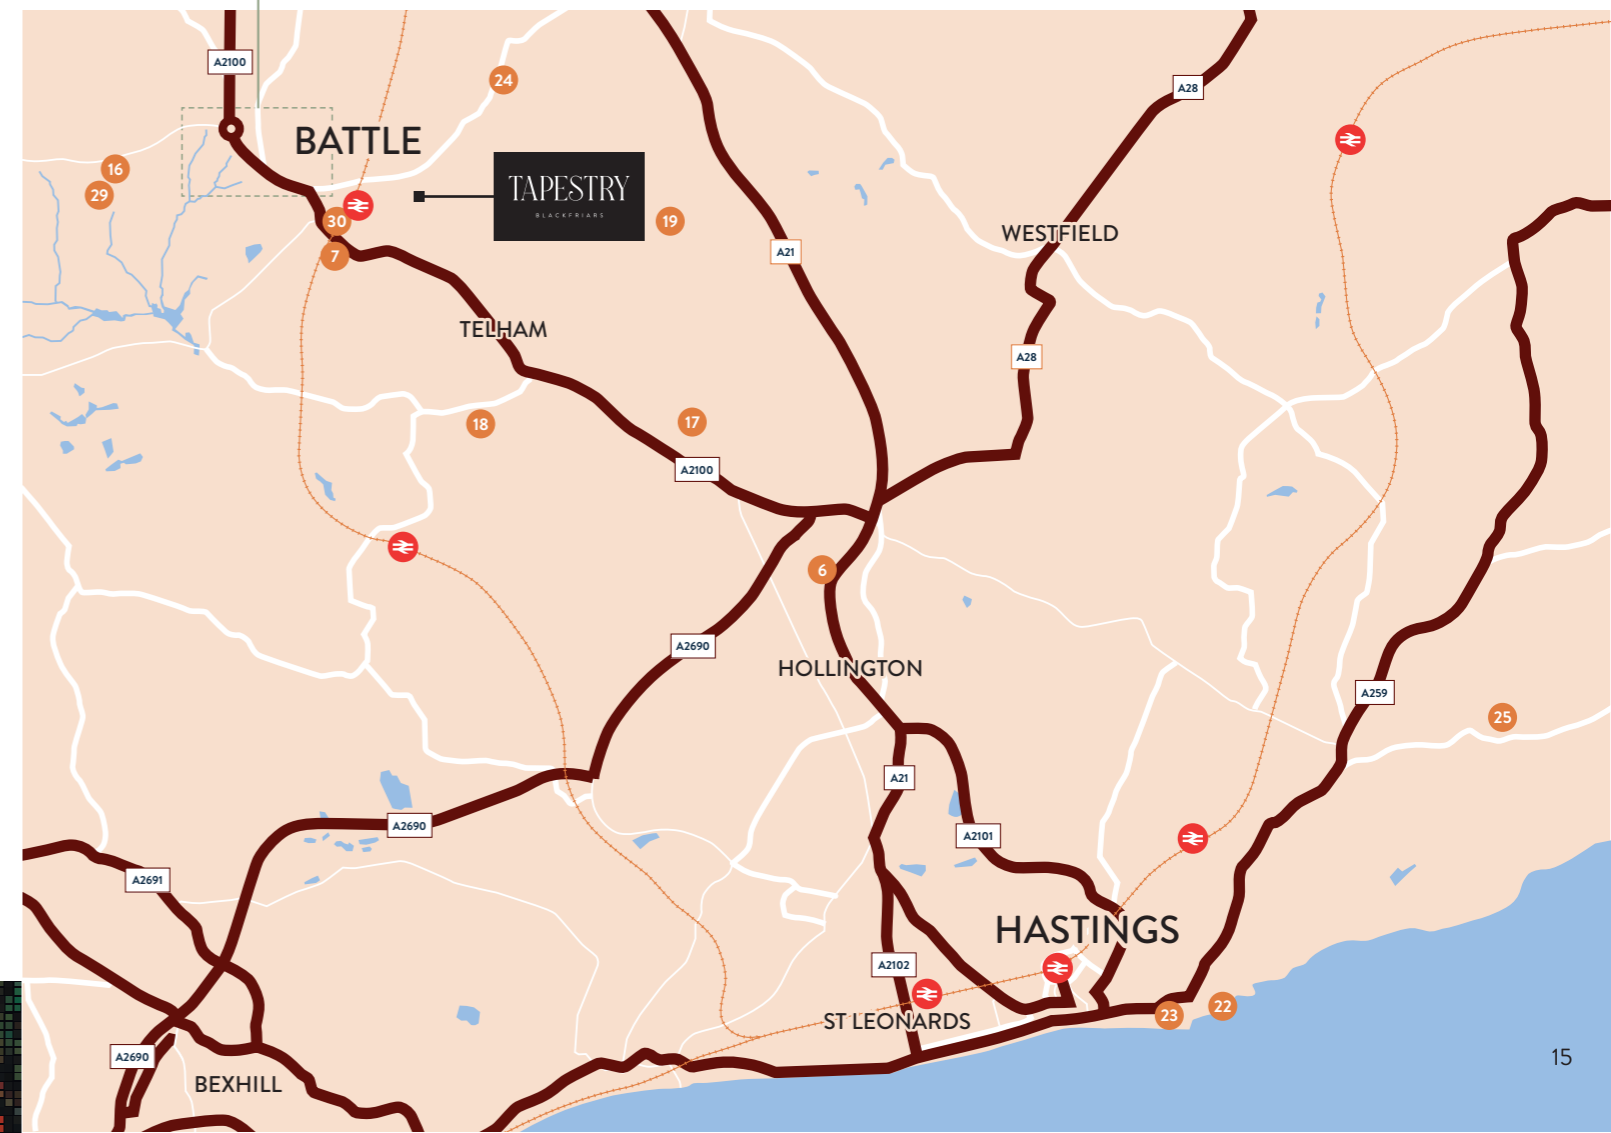 A2100
24
A28
BATTLE
16
29
TAPESTRY
BLACKFRIARS
30
19
7
A21
WESTFIELD
TELHAM
A28
18
17
A2100
6
A2690
HOLLINGTON
A259
25
A21
A2690
A2101
A2691
HASTINGS
A2102
22
23
ST LEONARDS
A2690
BEXHILL
15